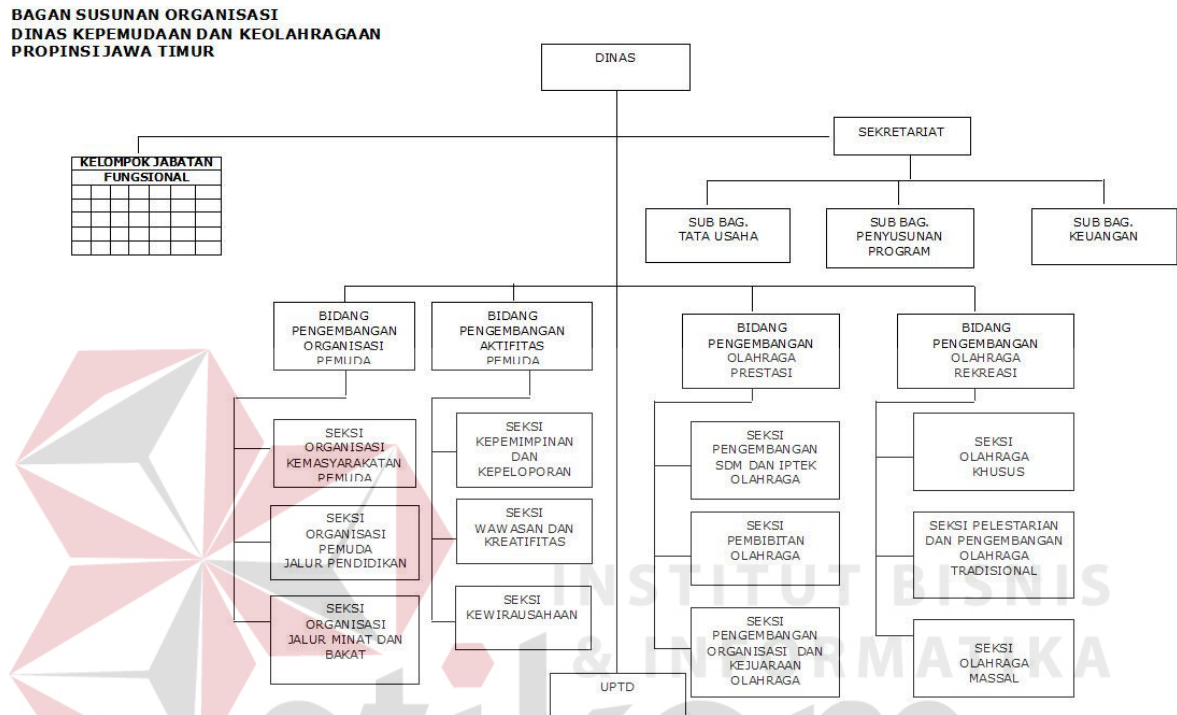 BAGAN SUSUNAN ORGANISASI
DINAS KEPEMUDAAN DAN KEOLAHRAGAAN
PROPINSI JAWA TIMUR
DINAS
SEKRETARIAT
KELOMPOK JABATAN
FUNGSIONAL
SUB BAG.
TATA USAHA
SUB BAG.
PENYUSUNAN
PROGRAM
SUB BAG.
KEUANGAN
BIDANG
PENGEMBANGAN
ORGANISASI
PEMUDA
BIDANG
PENGEMBANGAN
AKTIFITAS
PEMUDA
BIDANG
PENGEMBANGAN
OLAHRAGA
PRESTASI
BIDANG
PENGEMBANGAN
OLAHRAGA
REKREASI
SEKSI
ORGANISASI
KEMASYARAKATAN
PEMUDA
SEKSI
ORGANISASI
PEMUDA
JALUR PENDIDIKAN
SEKSI
ORGANISASI
JALUR MINAT DAN
BAKAT
SEKSI
KEPEMIMPINAN
DAN
KEPELOPORAN
SEKSI
WAWASAN DAN
KREATIFITAS
SEKSI
KEWIRAUSAHAAN
SEKSI
PENGEMBANGAN
SDM DAN IPTEK
OLAHRAGA
SEKSI
PEMBIBITAN
OLAHRAGA
SEKSI
PENGEMBANGAN
ORGANISASI DAN
KEJUARAAN
OLAHRAGA
SEKSI
OLAHRAGA
KHUSUS
SEKSI PELESTARIAN
DAN PENGEMBANGAN
OLAHRAGA
TRADISIONAL
SEKSI
OLAHRAGA
MASSAL
UPTD
INSTITUT BISNIS
& INFORMATIKA
stikom